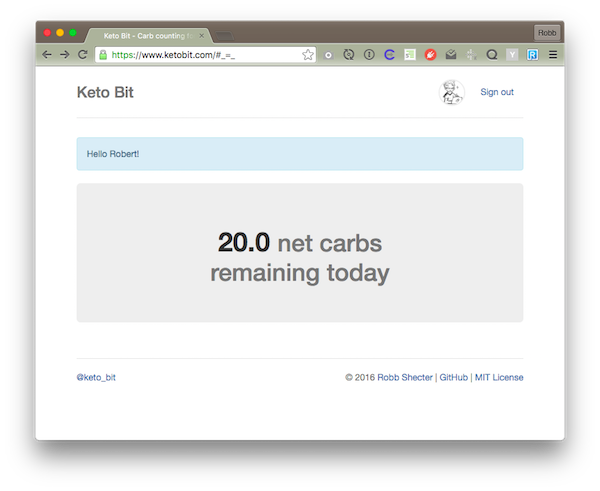 Keto Bit – Carb counting fo
Robb
https://www.ketobit.com/#_=_
Keto Bit
Sign out
Hello Robert!
20.0 net carbs
remaining today
@keto_bit
© 2016 Robb Shecter | GitHub | MIT License